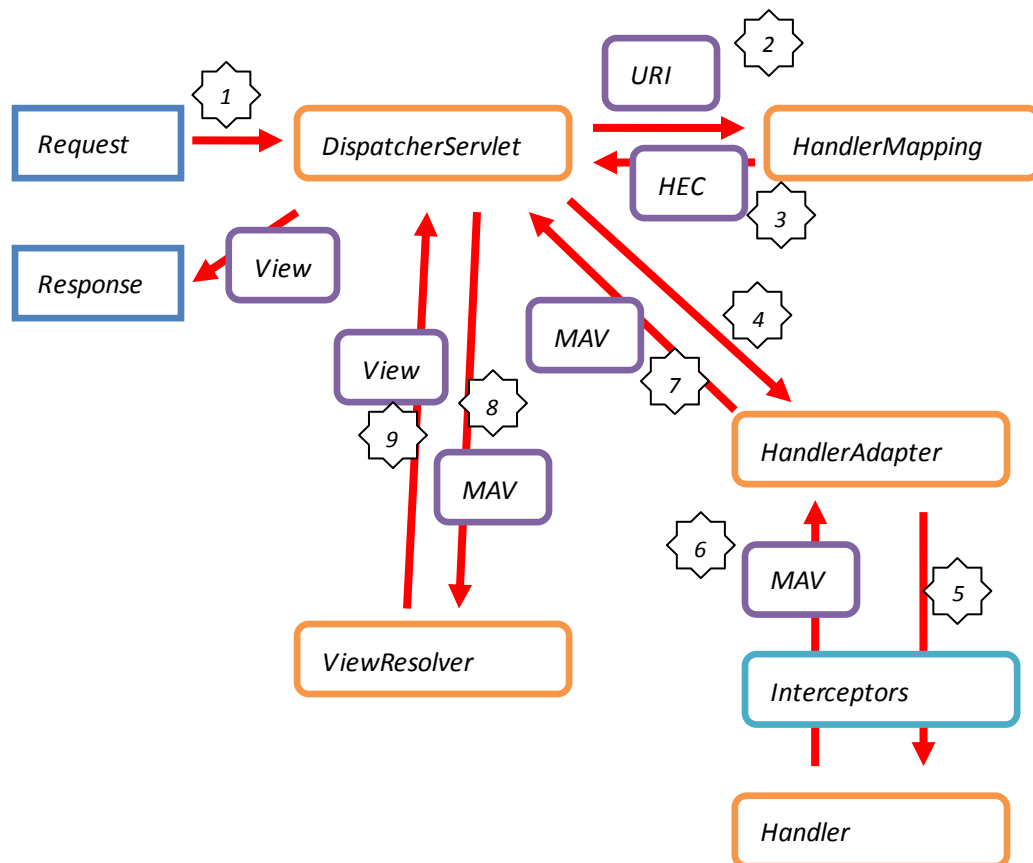 2
URI
1
Request
DispatcherServlet
HandlerMapping
HEC
3
View
Response
4
MAV
View
7
8
9
HandlerAdapter
MAV
6
MAV
5
ViewResolver
Interceptors
Handler